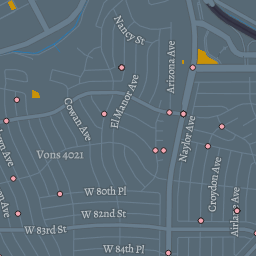 Nancy St
Arizona Ave
El Manor Ave
Cowan Ave
Naylor Ave
Vons 4021
Croydon Ave
W 80th Pl
W 82nd St
W 83rd St
W 84th Pl